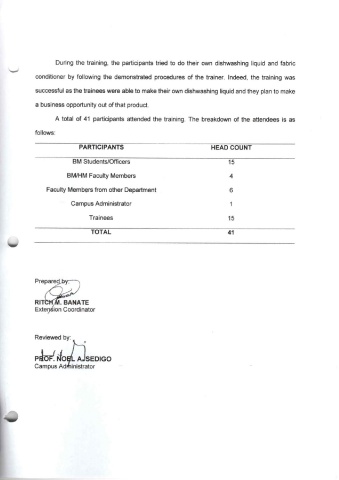 During the training, the participants tried to do their own dishwashing liquid and fabric
conditioner by following the demonstrated procedures of the trainer. Indeed, the training was
successful as the trainees were able to make their own dishwashing liquid and they plan to make
a business opportunity out of that product.
A total of 41 participants attended the training. The breakdown of the attendees is as
follows:
PARTICIPANTS HEAD COUNT
BM Students/Officers 15
BM/HM Faculty Members 4
Faculty Members from other Department 6
Campus Administrator 1
Trainees 15
TOTAL 41
Prepared by:
RITCH M. BANATE
Extension Coordinator
Reviewed by:
PROF. NOEL A. SEDIGO
Campus Administrator